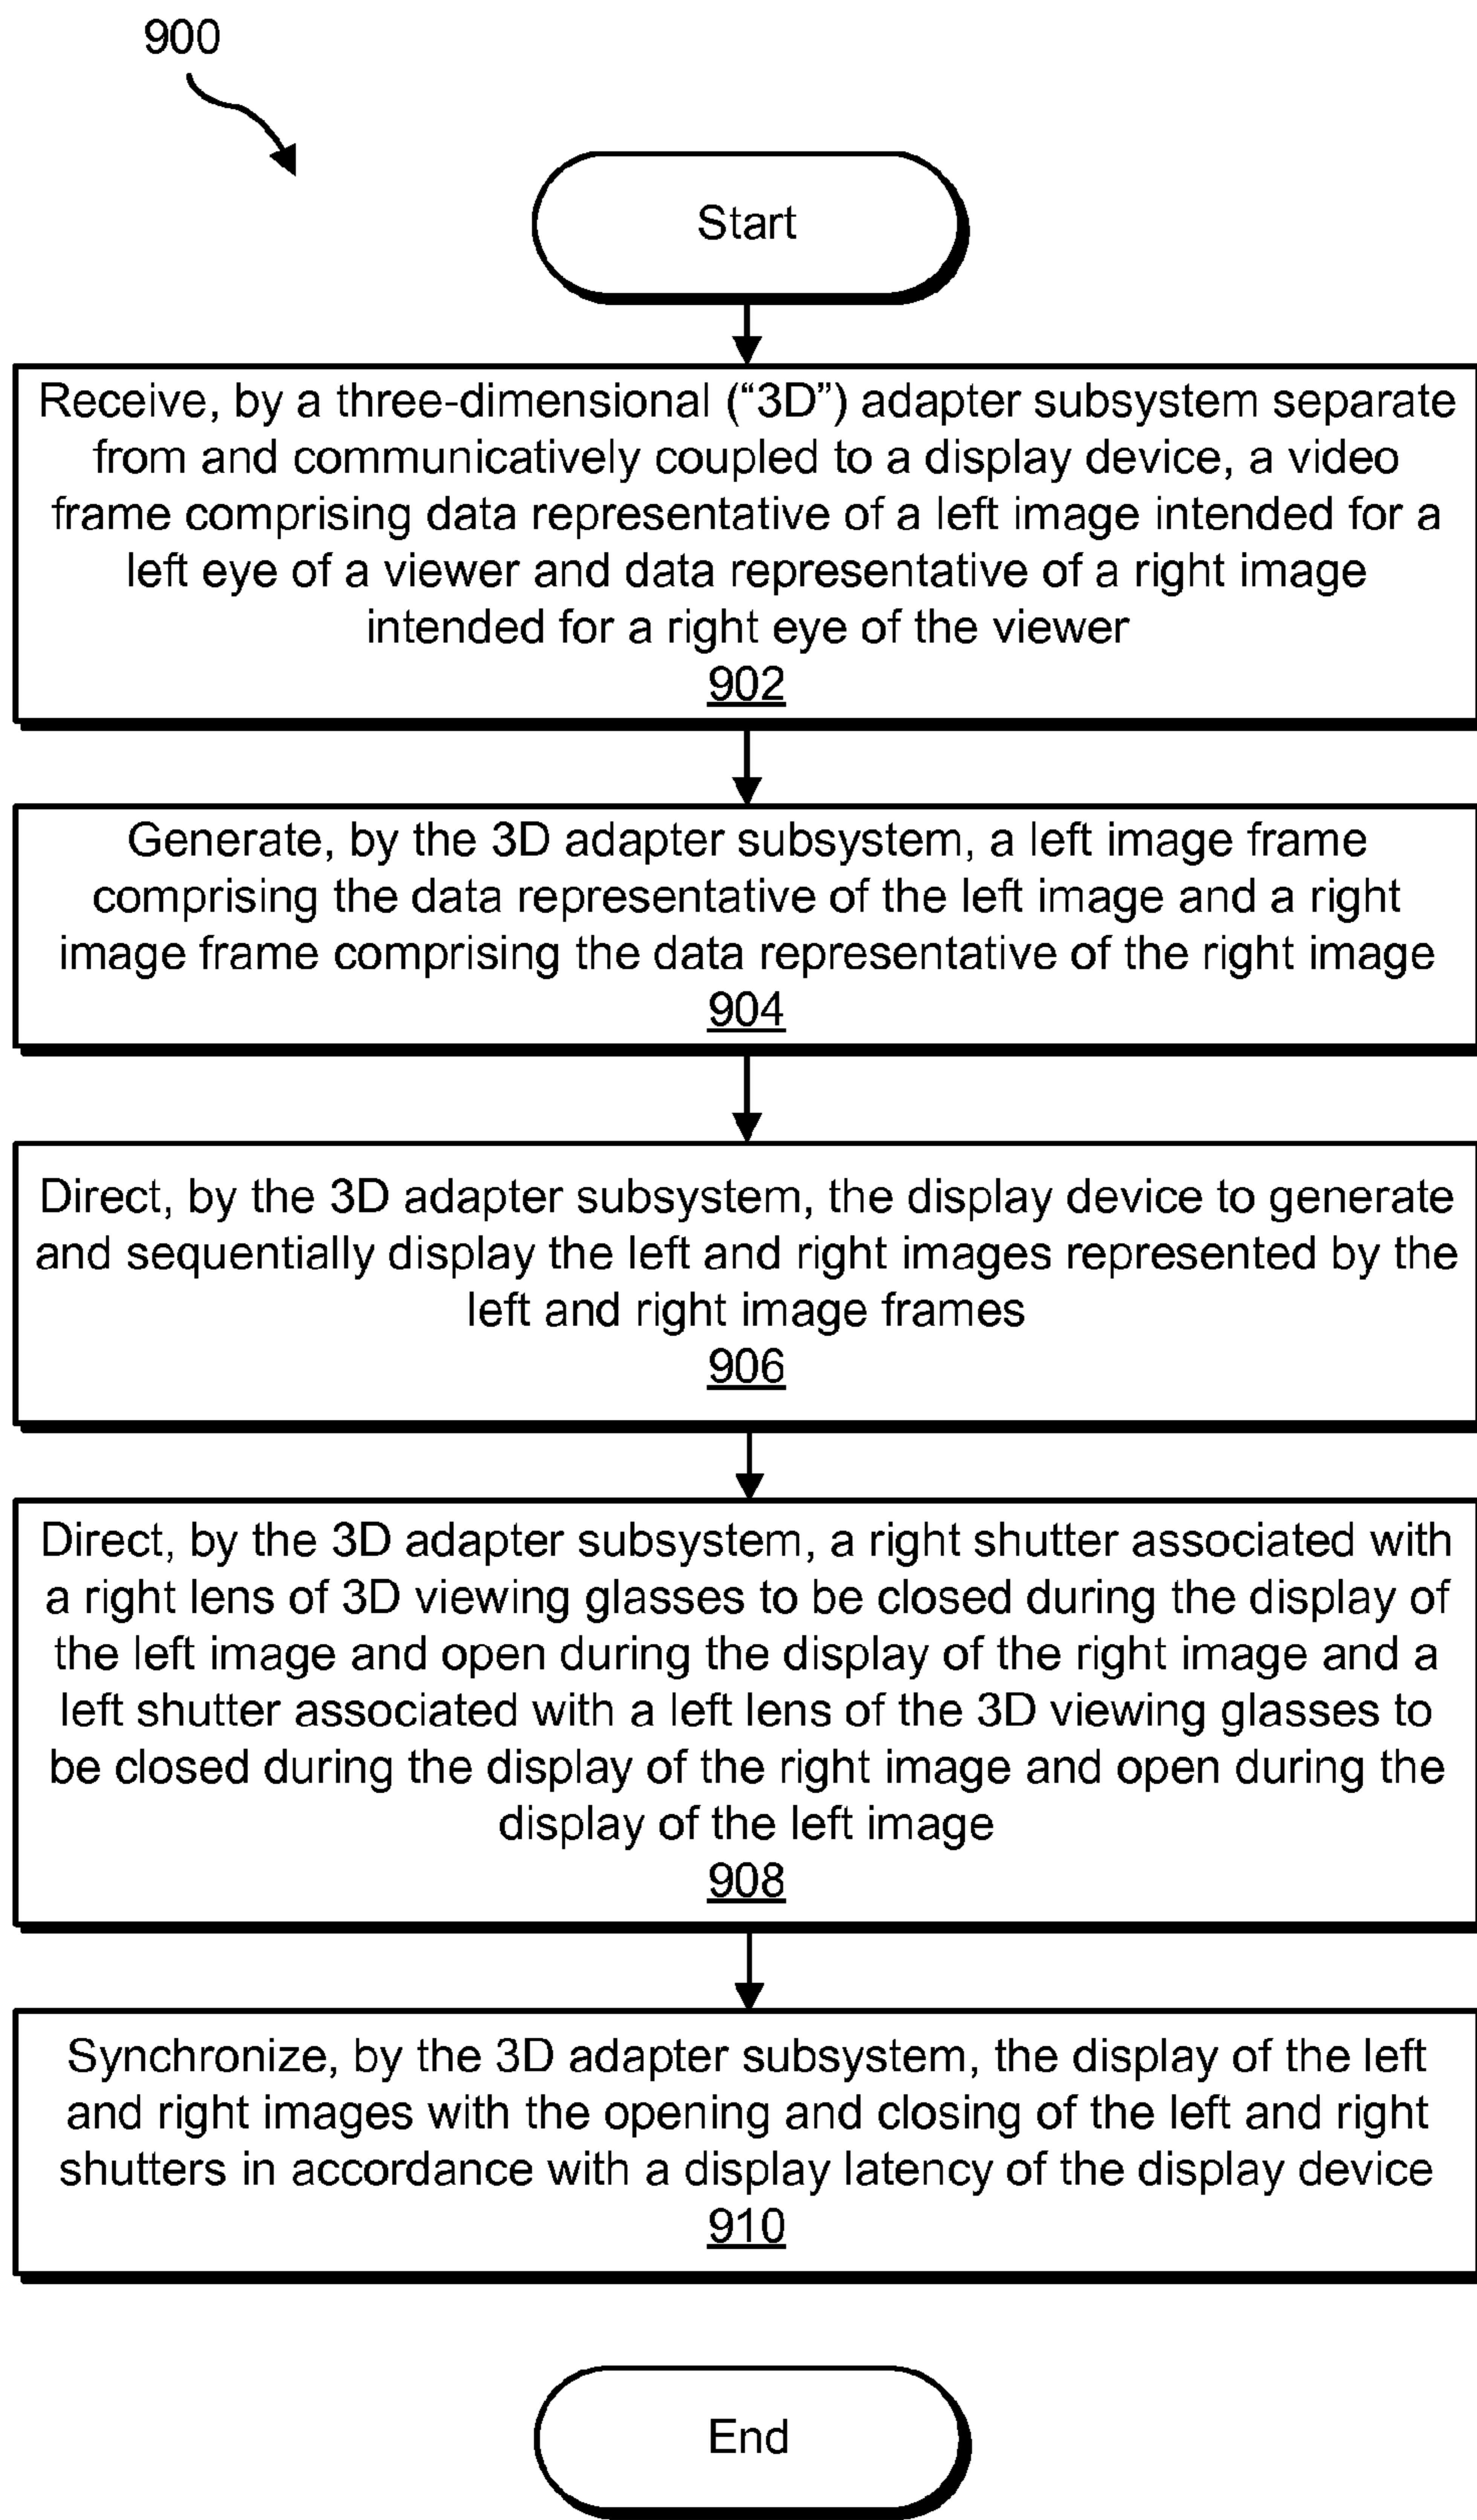 900
Start
Receive, by a three-dimensional (“3D”) adapter subsystem separate
from and communicatively coupled to a display device, a video
frame comprising data representative of a left image intended for a
left eye of a viewer and data representative of a right image
intended for a right eye of the viewer
902
Generate, by the 3D adapter subsystem, a left image frame
comprising the data representative of the left image and a right
image frame comprising the data representative of the right image
904
Direct, by the 3D adapter subsystem, the display device to generate
and sequentially display the left and right images represented by the
left and right image frames
906
Direct, by the 3D adapter subsystem, a right shutter associated with
a right lens of 3D viewing glasses to be closed during the display of
the left image and open during the display of the right image and a
left shutter associated with a left lens of the 3D viewing glasses to
be closed during the display of the right image and open during the
display of the left image
908
Synchronize, by the 3D adapter subsystem, the display of the left
and right images with the opening and closing of the left and right
shutters in accordance with a display latency of the display device
910
End